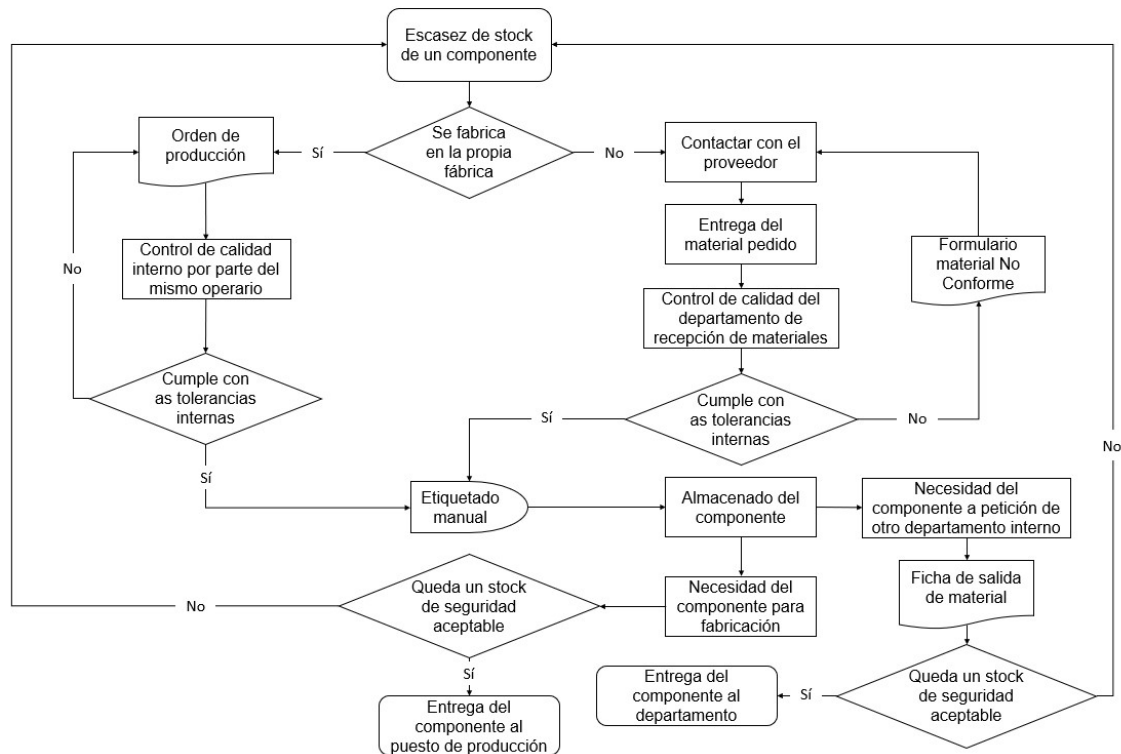 Escasez de stock
de un componente
Se fabrica
en la propia
fábrica
Sí
No
Orden de
producción
Contactar con el
proveedor
Entrega del
material pedido
Formulario
material No
Conforme
No
Control de calidad
interno por parte del
mismo operario
Control de calidad del
departamento de
recepción de materiales
Cumple con
as tolerancias
internas
Cumple con
as tolerancias
internas
Sí
No
No
Sí
Etiquetado
manual
Almacenado del
componente
Necesidad del
componente a petición de
otro departamento interno
Queda un stock
de seguridad
aceptable
No
Necesidad del
componente para
fabricación
Ficha de salida
de material
Sí
Entrega del
componente al
puesto de producción
Entrega del
componente al
departamento
Sí
Queda un stock
de seguridad
aceptable